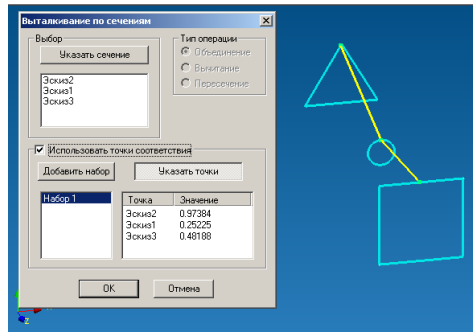 Выталкивание по сечениям
Выбор
Указать сечение
Эскиз2
Эскиз1
Эскиз3
Тип операции
Объединение
Вычитание
Пересечение
Использовать точки соответствия
Добавить набор
Указать точки
Набор 1
Точка Значение
Эскиз2 0.97384
Эскиз1 0.25225
Эскиз3 0.48188
OK
Отмена
z